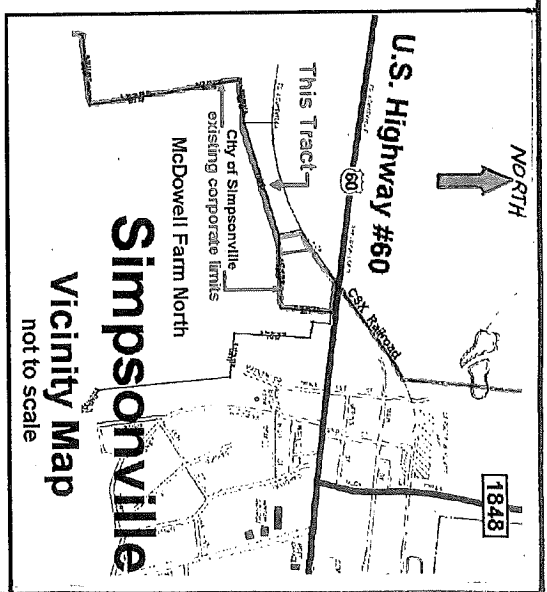 NORTH
U.S. Highway #60
60
This Tract
CSX Railroad
1848
City of Simpsonville
existing corporate limits
McDowell Farm North
Simpsonville
Vicinity Map
not to scale